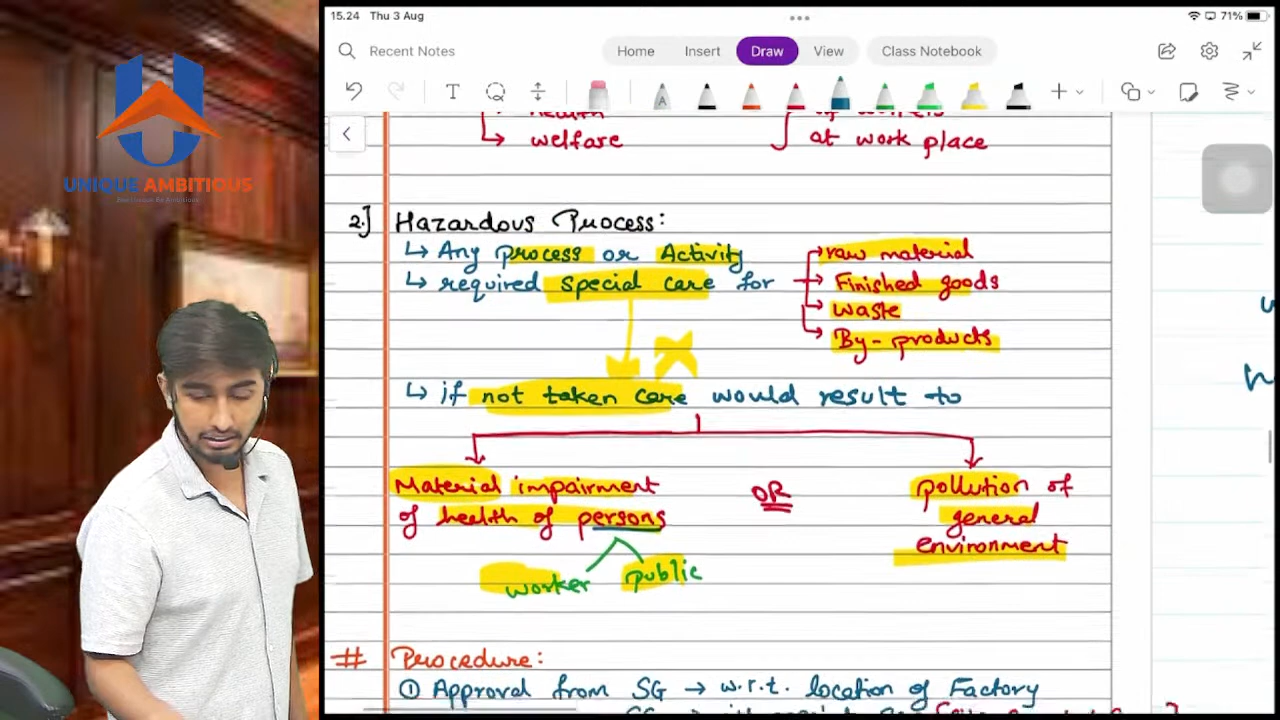 15.24 Thu 3 Aug
71%
Recent Notes
Home Insert Draw View Class Notebook
UNIQUE AMBITIOUS
health
of workers
↳ welfare
at work place
2.] Hazardous Process:
↳ Any process or Activity
↳ required special care for
raw material
Finished goods
waste
By-products
↳ if not taken care would result to
Material impairment
of health of persons
OR
pollution of
general
environment
worker public
# Procedure:
① Approval from SG → w.r.t. location of Factory